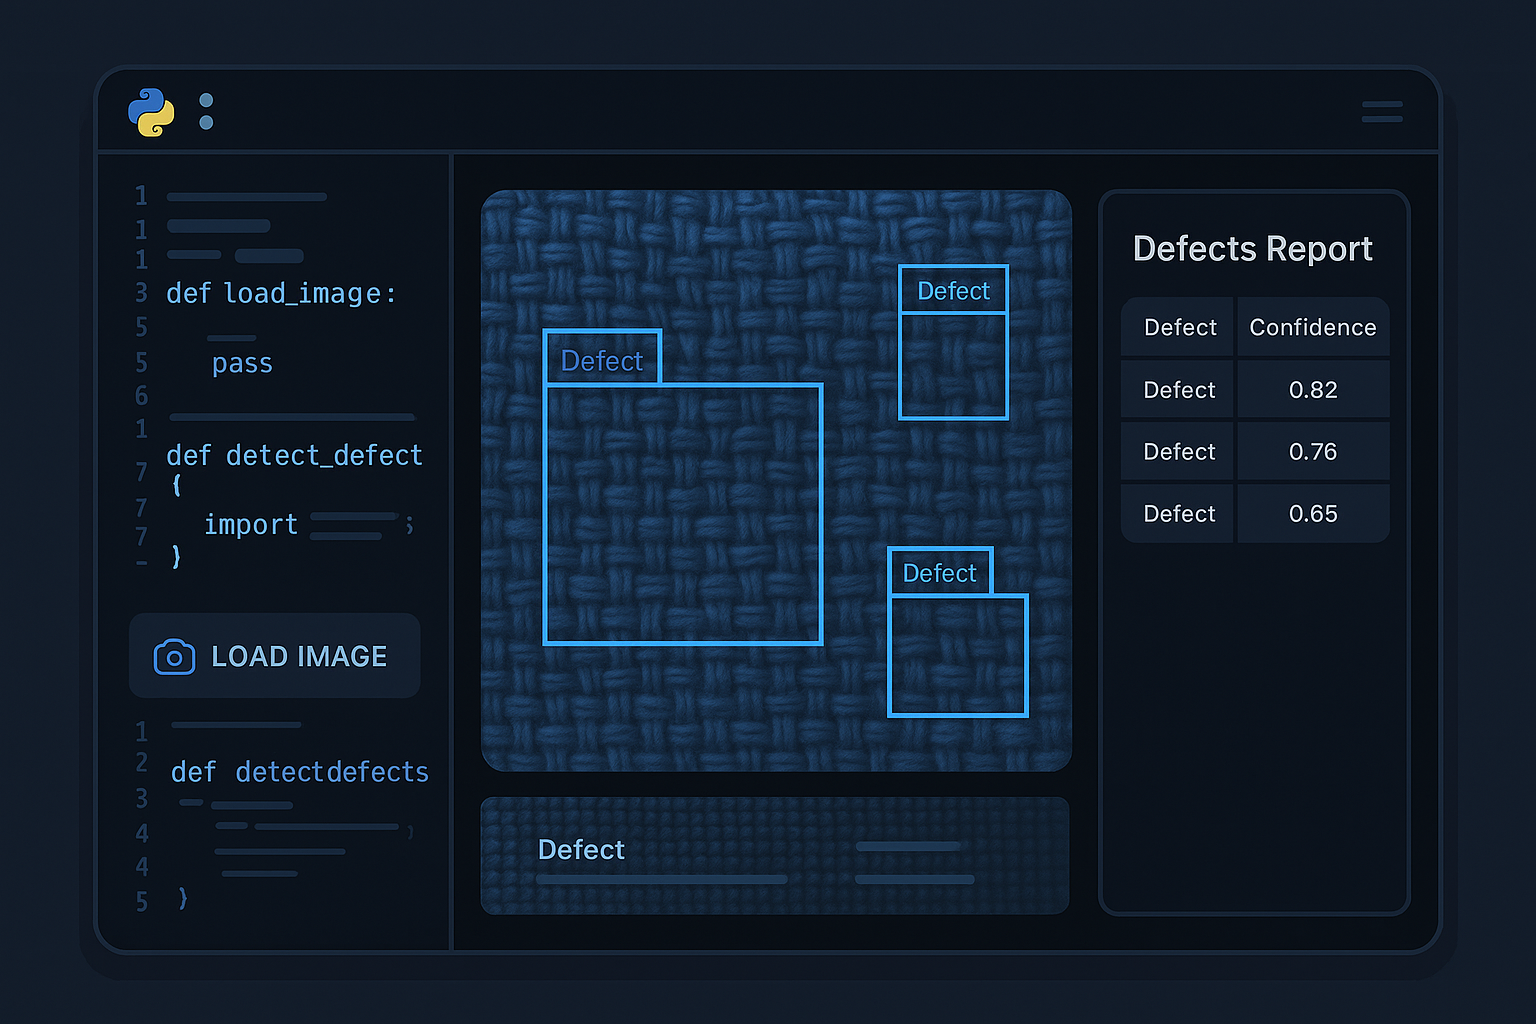 1
1
1
3 def load_image:
5
5 pass
6
1
def detect_defect
7
{
7
import ;
7
}
-
LOAD IMAGE
1
2
def detectdefects
3
4 )
4
5 }
Defect
Defect
Defect
Defect
Defects Report
Defect Confidence
Defect 0.82
Defect 0.76
Defect 0.65